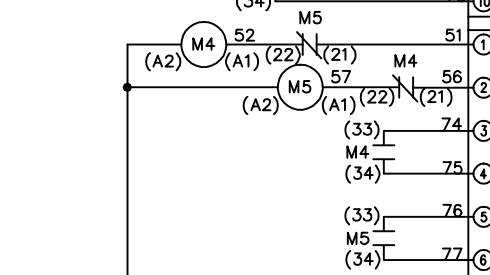 (34) 10
M5
M4 52 51 1
(A2) (A1) (22) (21)
M4
M5 57 56 2
(A2) (A1) (22) (21)
(33) 74 3
M4
(34) 75 4
(33) 76 5
M5
(34) 77 6